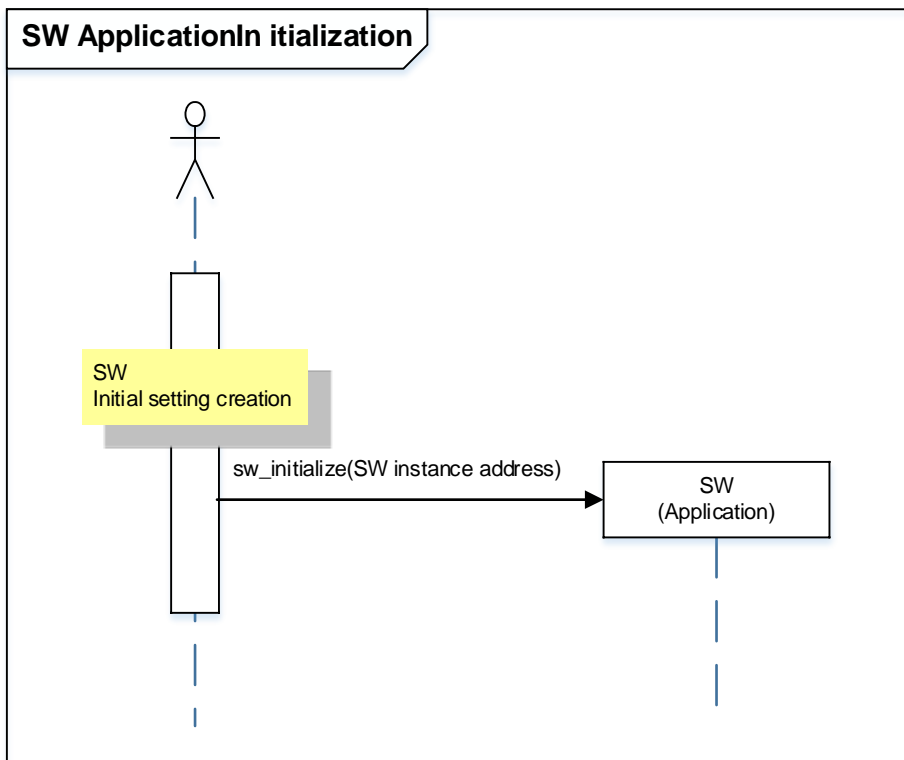 SW ApplicationIn itialization
SW
Initial setting creation
sw_initialize(SW instance address)
SW
(Application)